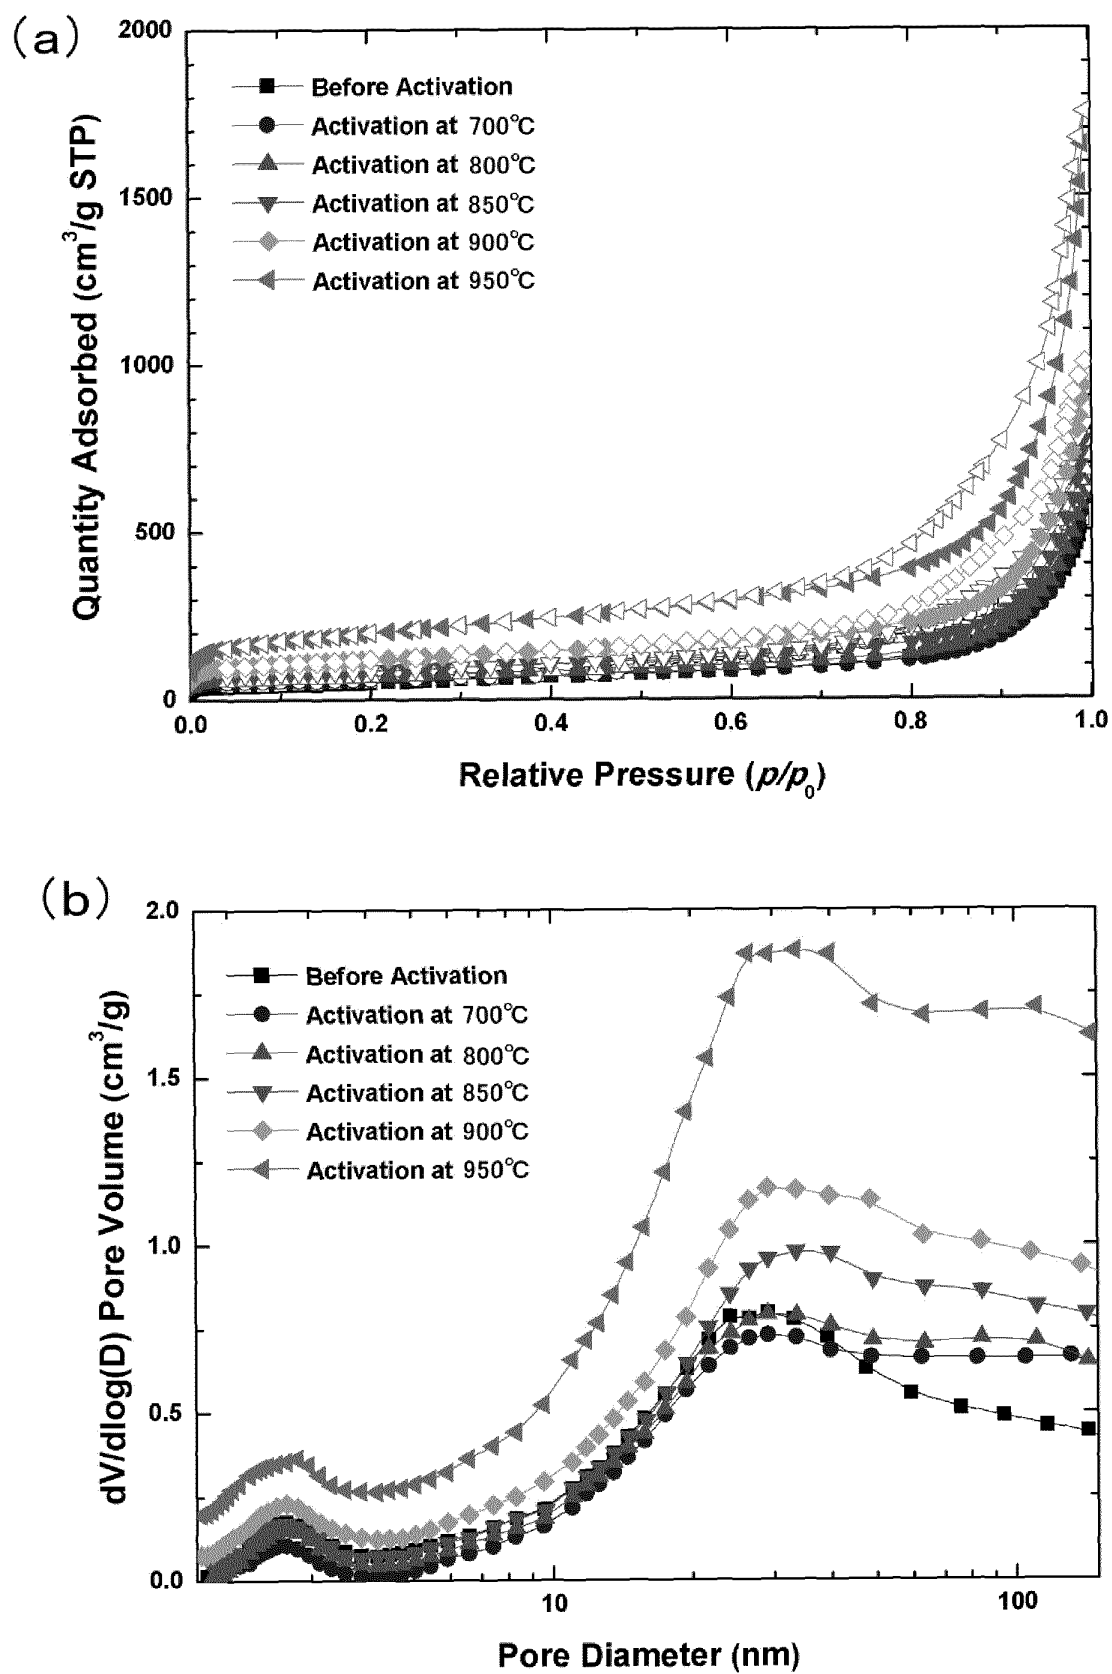 (a)
2000
1500
1000
500
0
Quantity Adsorbed (cm³/g STP)
Before Activation
Activation at 700℃
Activation at 800℃
Activation at 850℃
Activation at 900℃
Activation at 950℃
0.0 0.2 0.4 0.6 0.8 1.0
Relative Pressure (p/p₀)
(b)
2.0
1.5
1.0
0.5
0.0
dV/dlog(D) Pore Volume (cm³/g)
Before Activation
Activation at 700℃
Activation at 800℃
Activation at 850℃
Activation at 900℃
Activation at 950℃
10 100
Pore Diameter (nm)